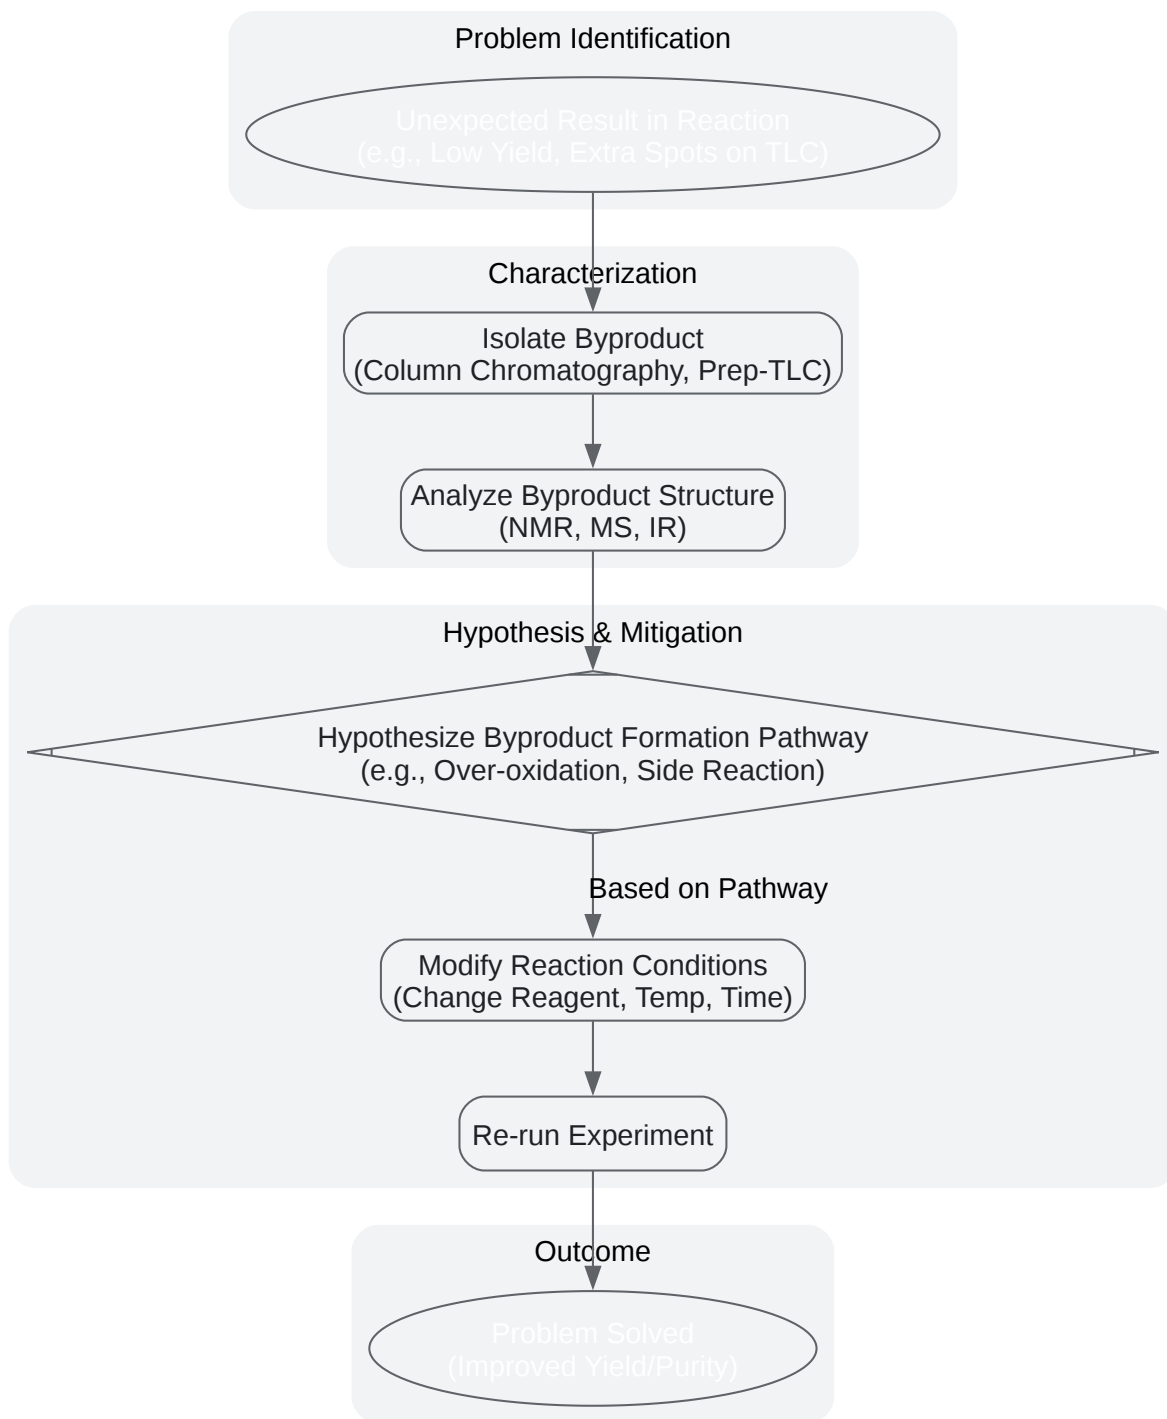 Problem Identification
Unexpected Result in Reaction
(e.g., Low Yield, Extra Spots on TLC)
Characterization
Isolate Byproduct
(Column Chromatography, Prep-TLC)
Analyze Byproduct Structure
(NMR, MS, IR)
Hypothesis & Mitigation
Hypothesize Byproduct Formation Pathway
(e.g., Over-oxidation, Side Reaction)
Based on Pathway
Modify Reaction Conditions
(Change Reagent, Temp, Time)
Re-run Experiment
Outcome
Problem Solved
(Improved Yield/Purity)